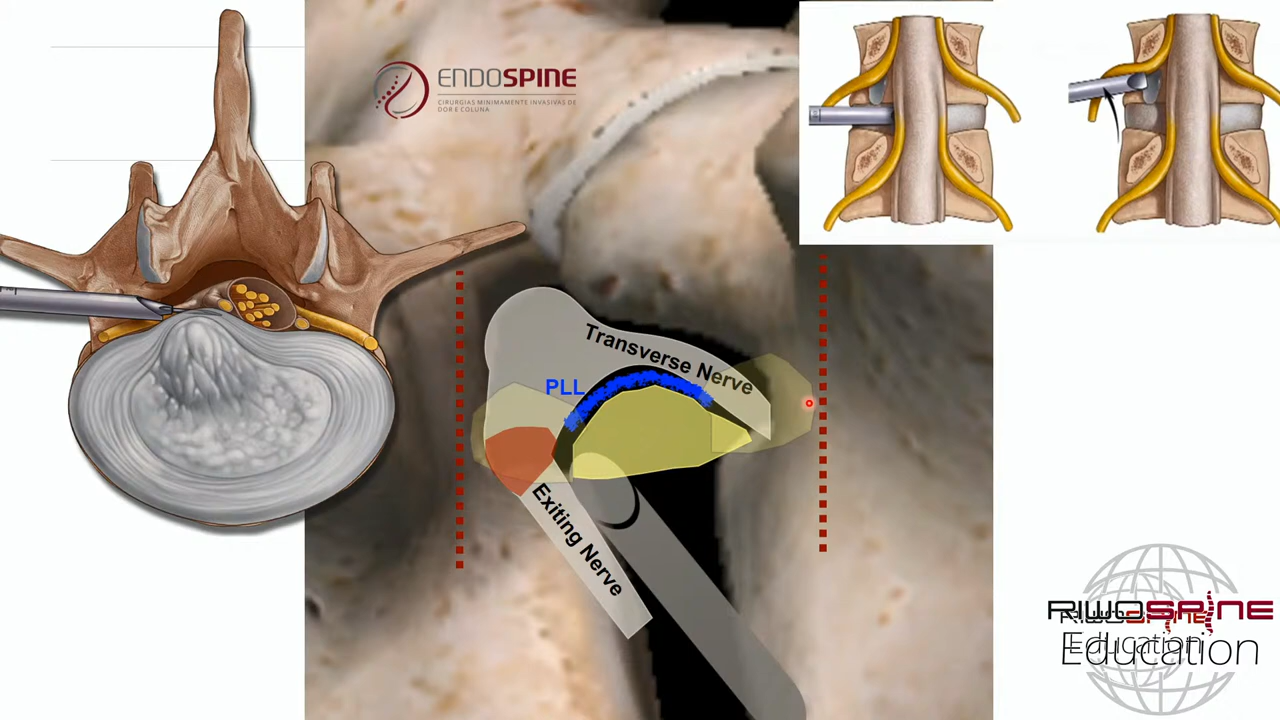 ENDOSPINE
CIRURGIAS MINIMAMENTE INVASIVAS DE
DOR E COLUNA
Transverse Nerve
PLL
Exiting Nerve
RIWOSPINE
Education